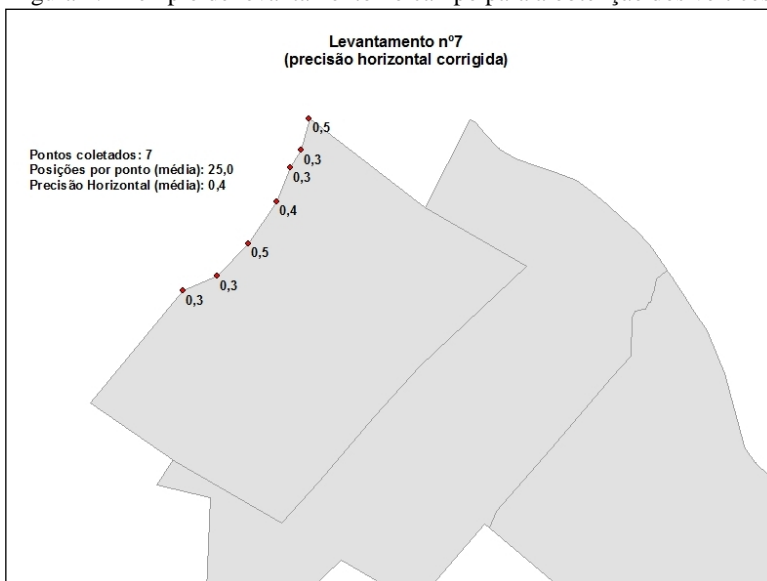 Levantamento nº7
(precisão horizontal corrigida)
Pontos coletados: 7
Posições por ponto (média): 25,0
Precisão Horizontal (média): 0,4
0,5
0,3
0,3
0,4
0,5
0,3
0,3